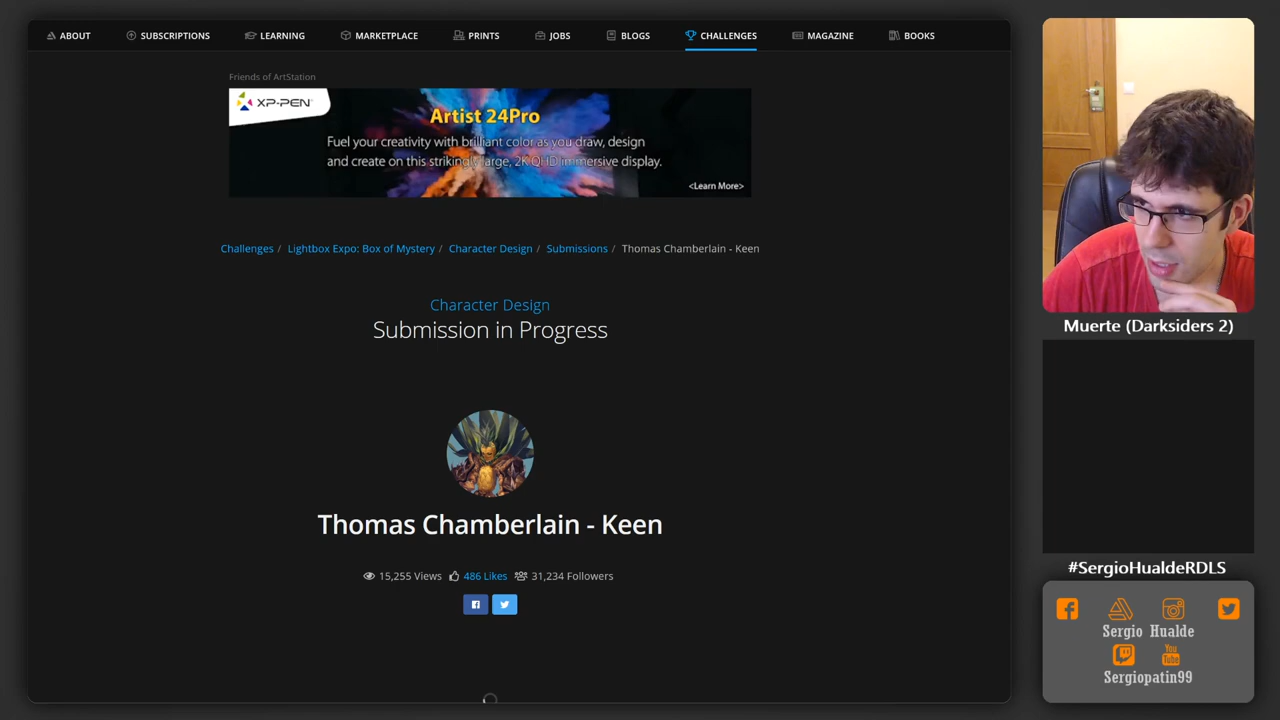 ABOUT
SUBSCRIPTIONS
LEARNING
MARKETPLACE
PRINTS
JOBS
BLOGS
CHALLENGES
MAGAZINE
BOOKS
Friends of ArtStation
XP-PEN
Artist 24Pro
Fuel your creativity with brilliant color as you draw, design
and create on this strikingly large, 2K QHD immersive display.
<Learn More>
Challenges / Lightbox Expo: Box of Mystery / Character Design / Submissions / Thomas Chamberlain - Keen
Character Design
Submission in Progress
Thomas Chamberlain - Keen
15,255 Views 486 Likes 31,234 Followers
Muerte (Darksiders 2)
#SergioHualdeRDLS
Sergio Hualde
You
Tube
Sergiopatin99